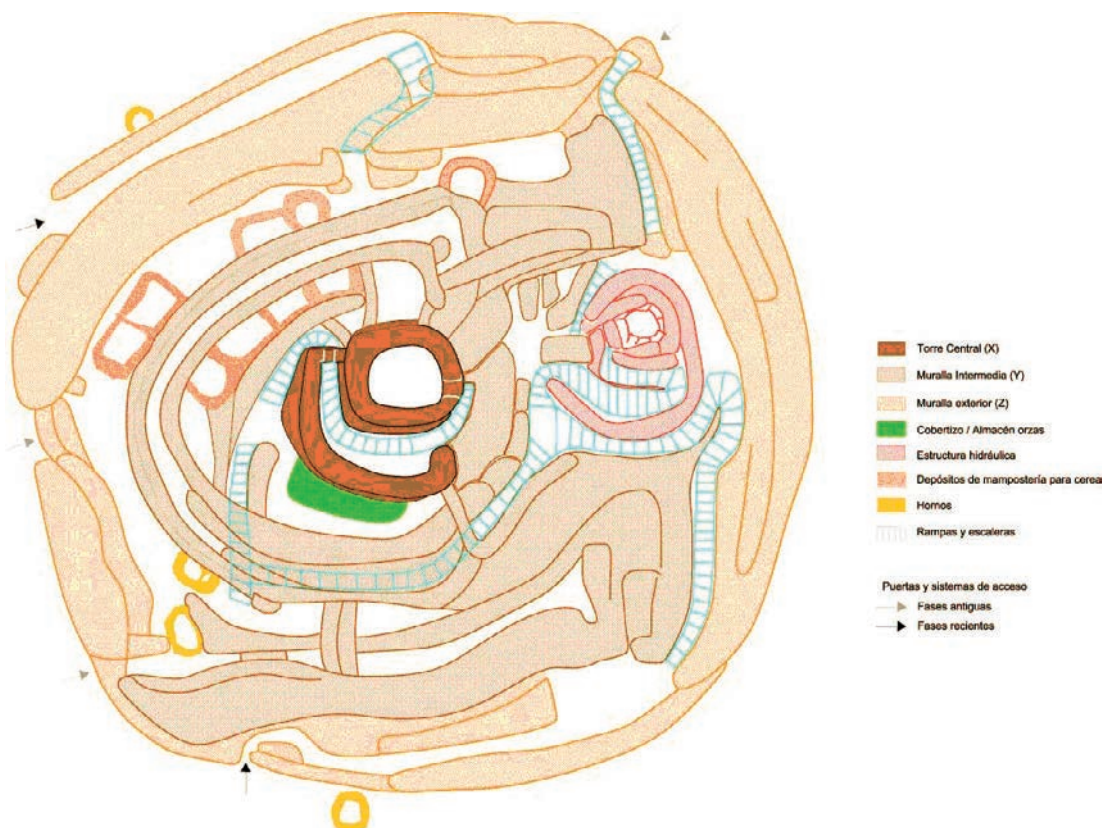 Torre Central (X)
Muralla Intermedia (Y)
Muralla exterior (Z)
Cobertizo / Almacén orzas
Estructura hidráulica
Depósitos de mampostería para cereal
Hornos
Rampas y escaleras
Puertas y sistemas de acceso
Fases antiguas
Fases recientes